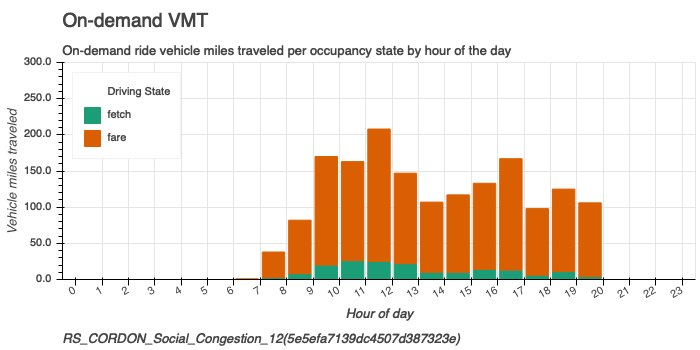 On-demand VMT
On-demand ride vehicle miles traveled per occupancy state by hour of the day
300.0
250.0
200.0
150.0
100.0
50.0
0.0
Vehicle miles traveled
Driving State
fetch
fare
0 1 2 3 4 5 6 7 8 9 10 11 12 13 14 15 16 17 18 19 20 21 22 23
Hour of day
RS_CORDON_Social_Congestion_12(5e5efa7139dc4507d387323e)